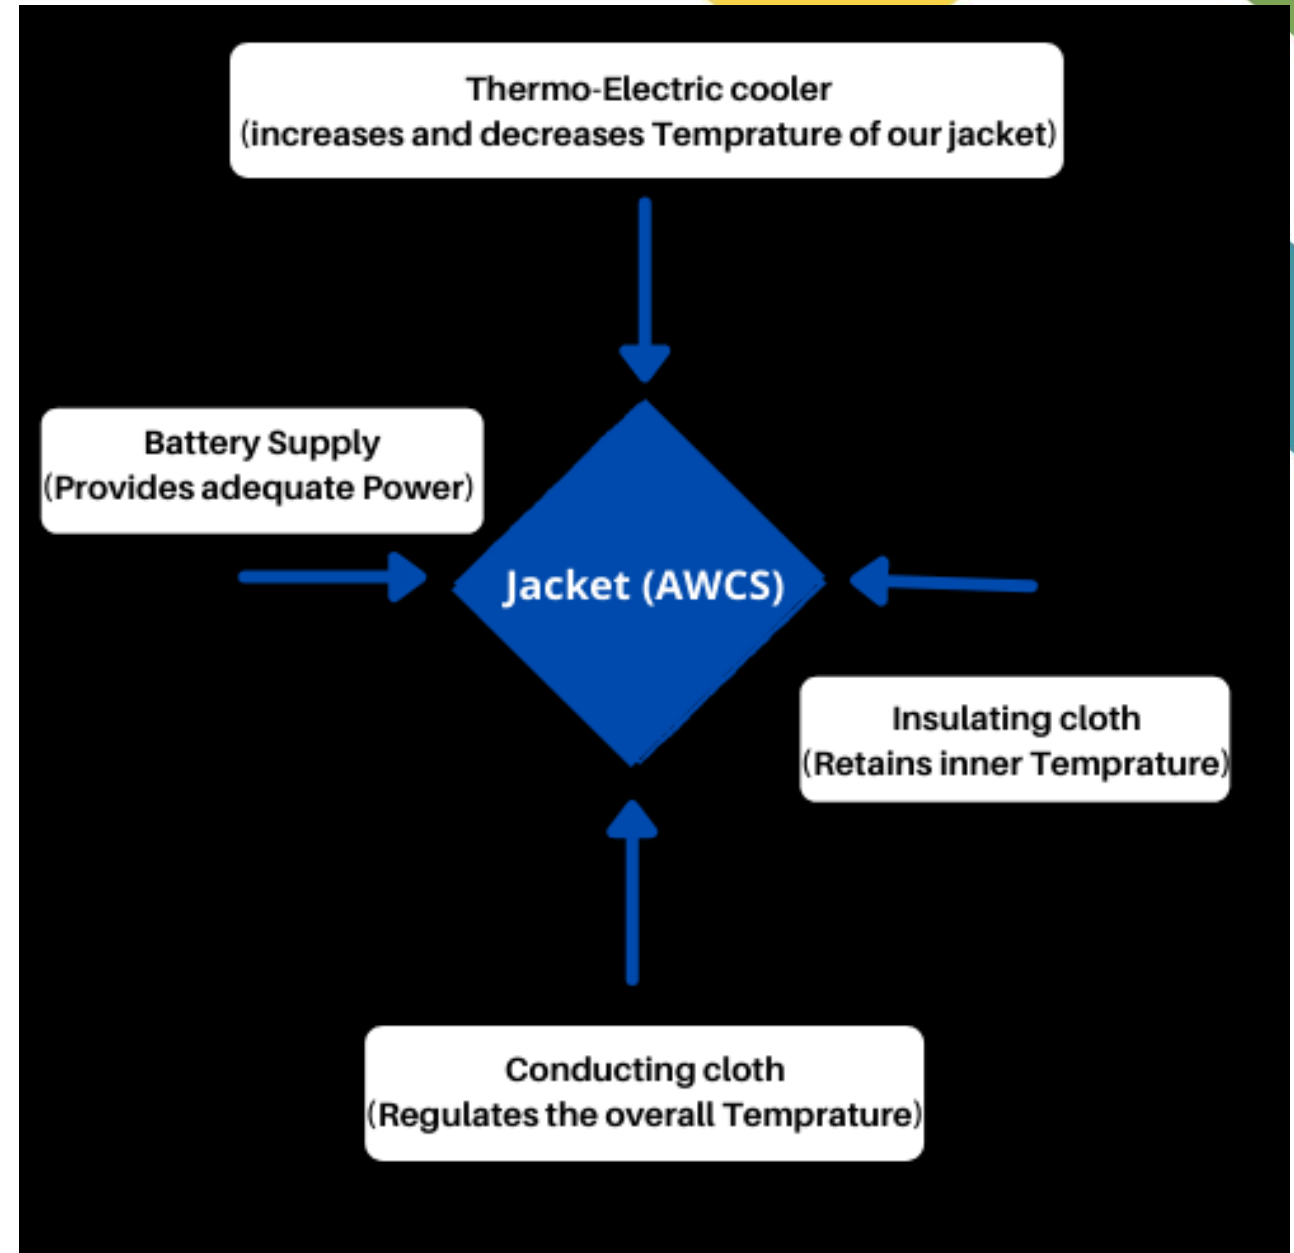 Thermo-Electric cooler
(increases and decreases Temprature of our jacket)
Battery Supply
(Provides adequate Power)
Jacket (AWCS)
Insulating cloth
(Retains inner Temprature)
Conducting cloth
(Regulates the overall Temprature)